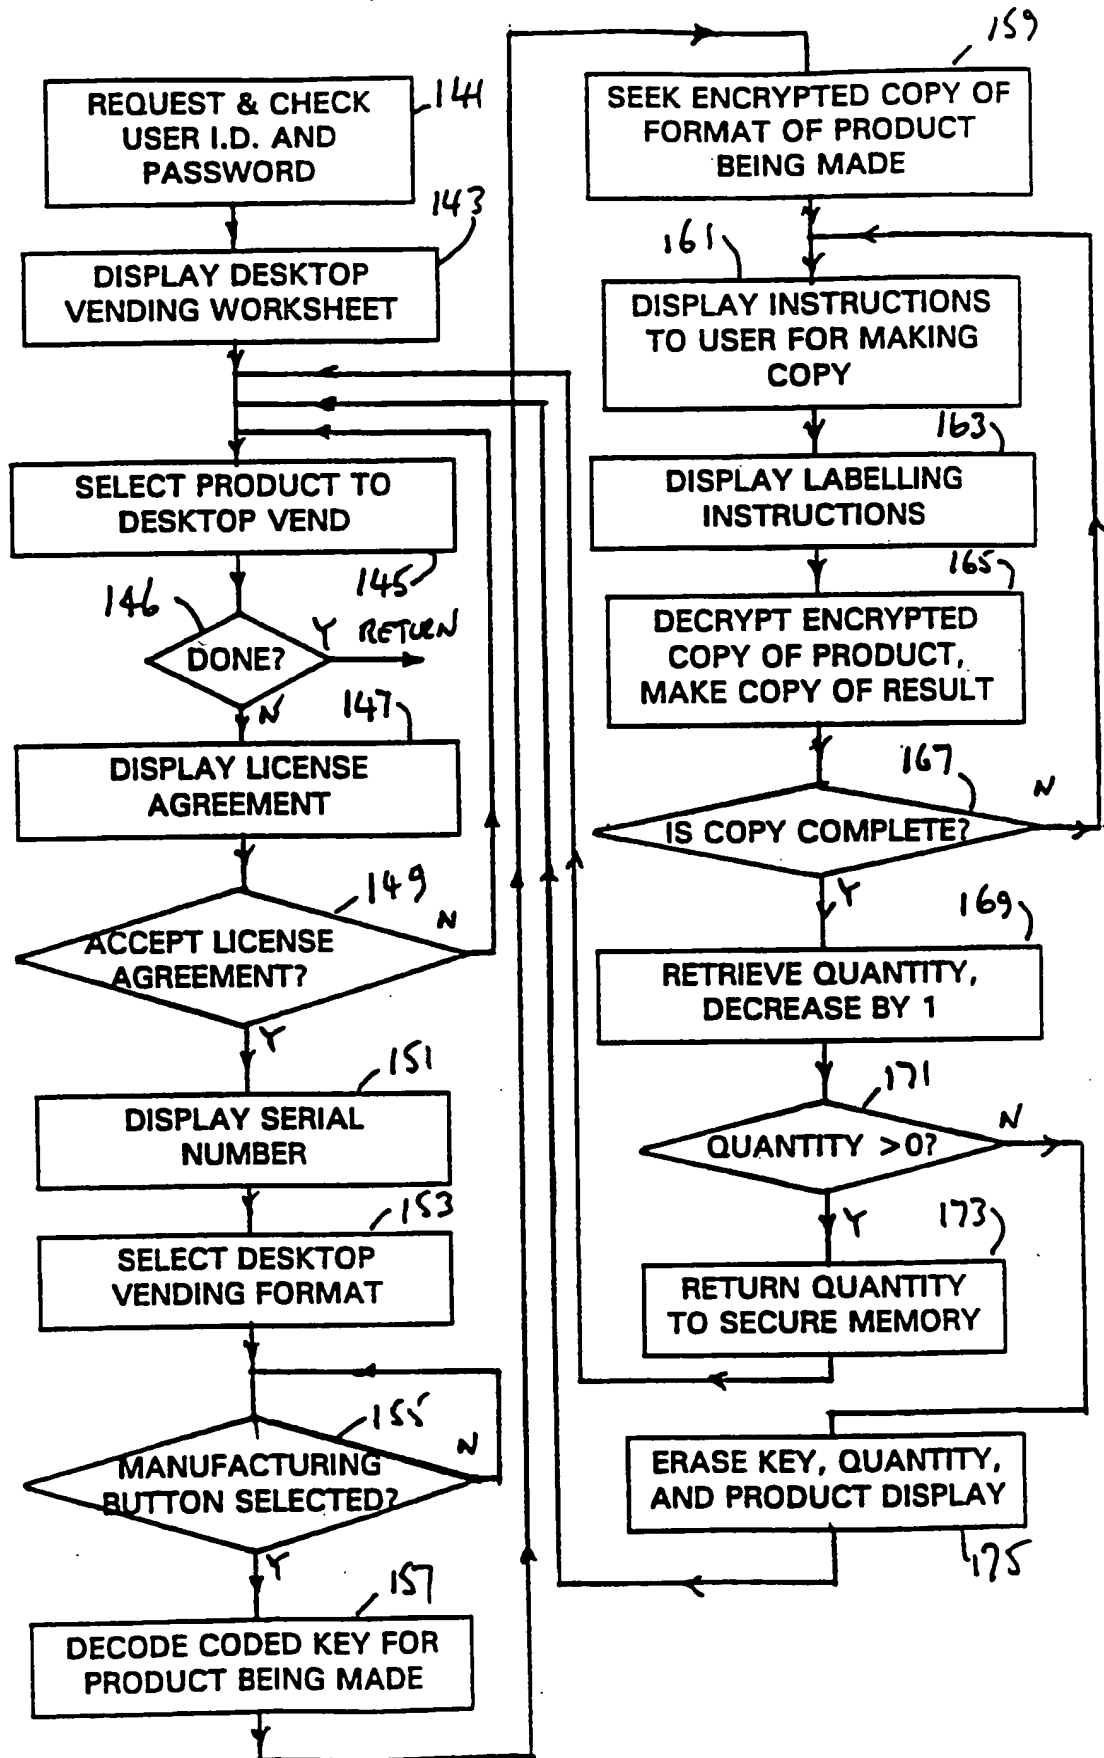 REQUEST & CHECK
USER I.D. AND
PASSWORD
141
143
DISPLAY DESKTOP
VENDING WORKSHEET
SELECT PRODUCT TO
DESKTOP VEND
145
146
DONE?
Y RETURN
N
147
DISPLAY LICENSE
AGREEMENT
149
ACCEPT LICENSE
AGREEMENT?
N
Y
151
DISPLAY SERIAL
NUMBER
153
SELECT DESKTOP
VENDING FORMAT
155
MANUFACTURING
BUTTON SELECTED?
N
Y
157
DECODE CODED KEY FOR
PRODUCT BEING MADE
159
SEEK ENCRYPTED COPY OF
FORMAT OF PRODUCT
BEING MADE
161
DISPLAY INSTRUCTIONS
TO USER FOR MAKING
COPY
163
DISPLAY LABELLING
INSTRUCTIONS
165
DECRYPT ENCRYPTED
COPY OF PRODUCT,
MAKE COPY OF RESULT
167
IS COPY COMPLETE?
N
Y
169
RETRIEVE QUANTITY,
DECREASE BY 1
171
QUANTITY >0?
N
Y
173
RETURN QUANTITY
TO SECURE MEMORY
ERASE KEY, QUANTITY,
AND PRODUCT DISPLAY
175